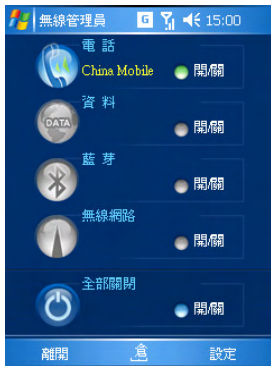 無線管理員 G 15:00
電 話
China Mobile 開/關
資 料
DATA 開/關
藍 芽
開/關
無線網路
開/關
全部關閉
開/關
離開 倉 設定